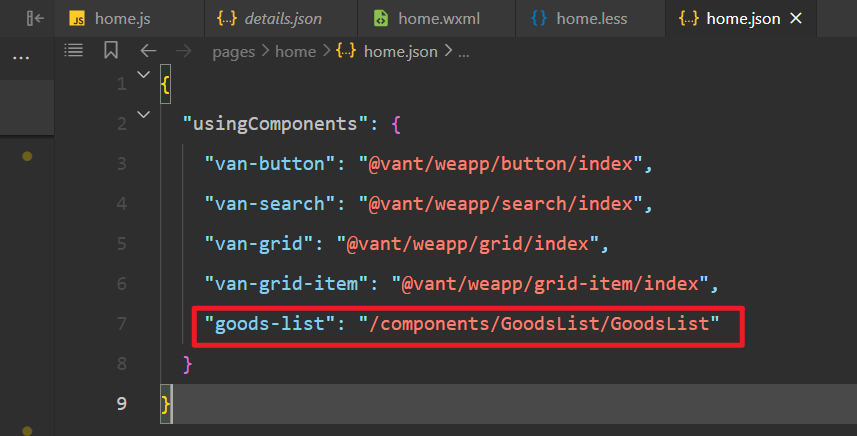 JS home.js {..} details.json home.wxml {} home.less {..} home.json ×
... pages > home > {..} home.json > ...
1 {
2 "usingComponents": {
3 "van-button": "@vant/weapp/button/index",
4 "van-search": "@vant/weapp/search/index",
5 "van-grid": "@vant/weapp/grid/index",
6 "van-grid-item": "@vant/weapp/grid-item/index",
7 "goods-list": "/components/GoodsList/GoodsList"
8 }
9 }